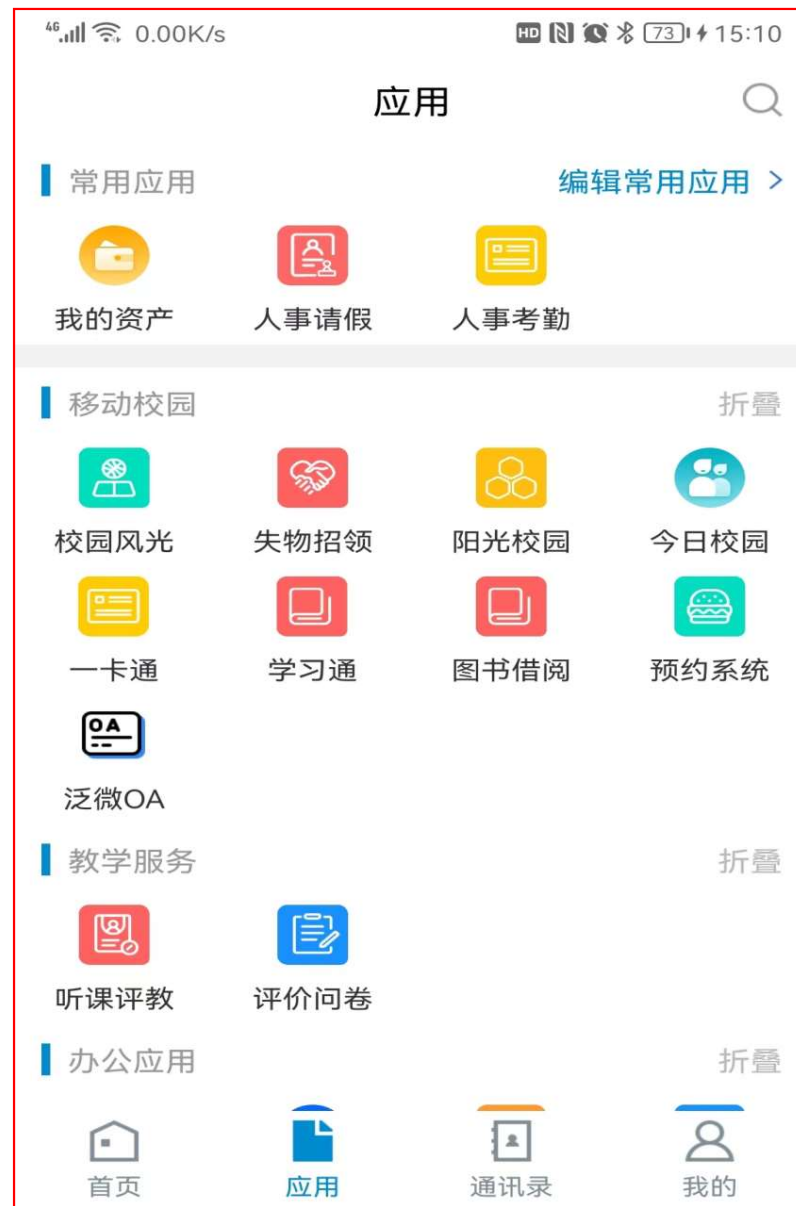 4G 0.00K/s HD 73 15:10
应用
常用应用 编辑常用应用 >
我的资产 人事请假 人事考勤
移动校园 折叠
校园风光 失物招领 阳光校园 今日校园
一卡通 学习通 图书借阅 预约系统
OA
泛微OA
教学服务 折叠
听课评教 评价问卷
办公应用 折叠
首页 应用 通讯录 我的